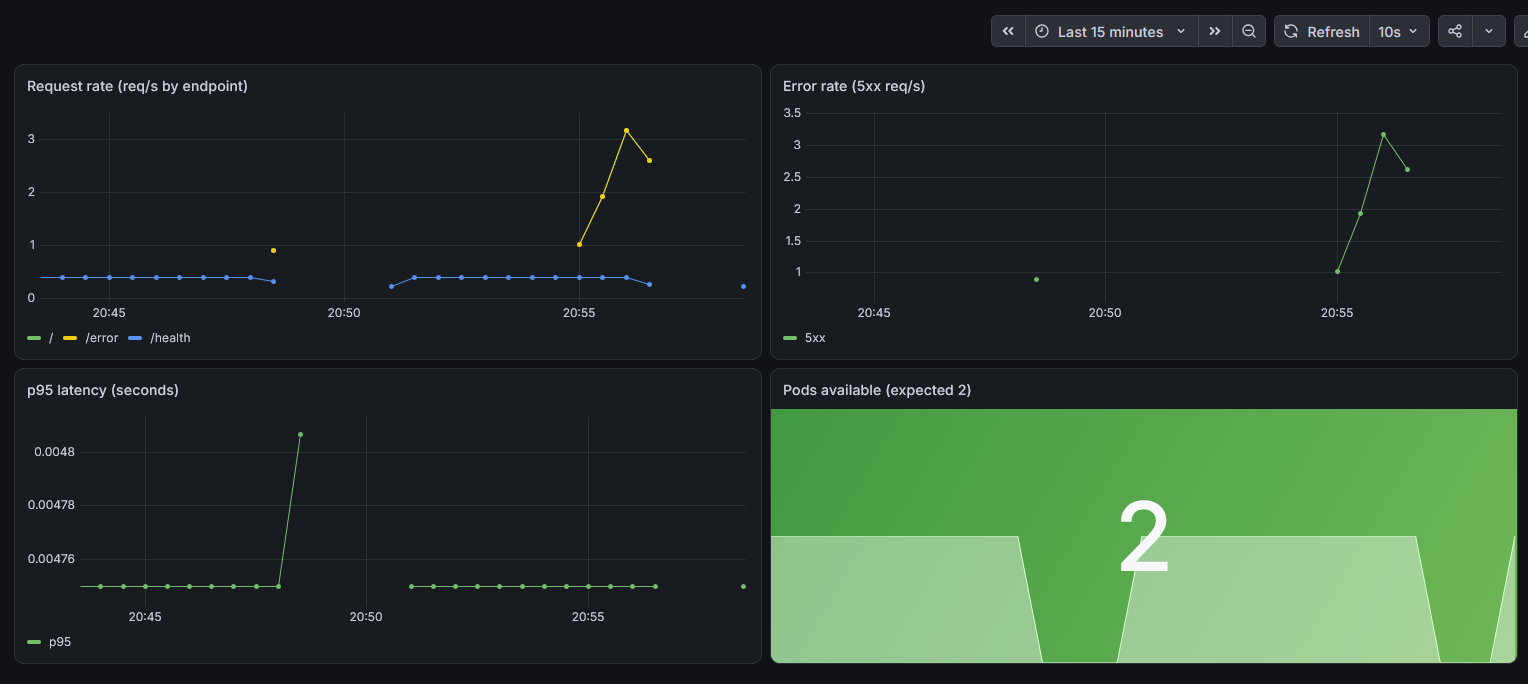 Last 15 minutes Refresh 10s
Request rate (req/s by endpoint)
3
2
1
0
20:45 20:50 20:55
/ /error /health
Error rate (5xx req/s)
3.5
3
2.5
2
1.5
1
20:45 20:50 20:55
5xx
p95 latency (seconds)
0.0048
0.00478
0.00476
20:45 20:50 20:55
p95
Pods available (expected 2)
2